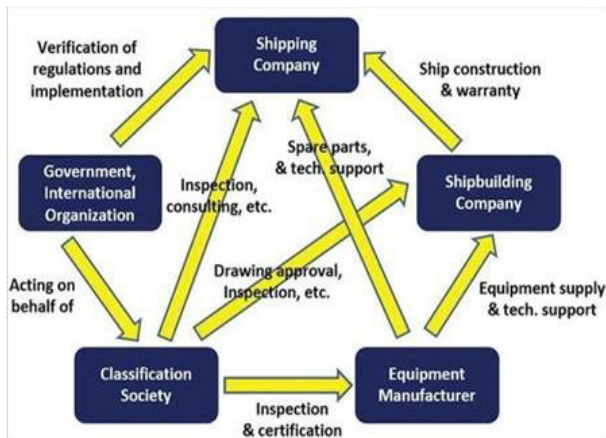 Verification of
regulations and
implementation
Shipping
Company
Ship construction
& warranty
Government,
International
Organization
Inspection,
consulting, etc.
Spare parts,
& tech. support
Shipbuilding
Company
Acting on
behalf of
Drawing approval,
Inspection, etc.
Equipment supply
& tech. support
Classification
Society
Inspection
& certification
Equipment
Manufacturer